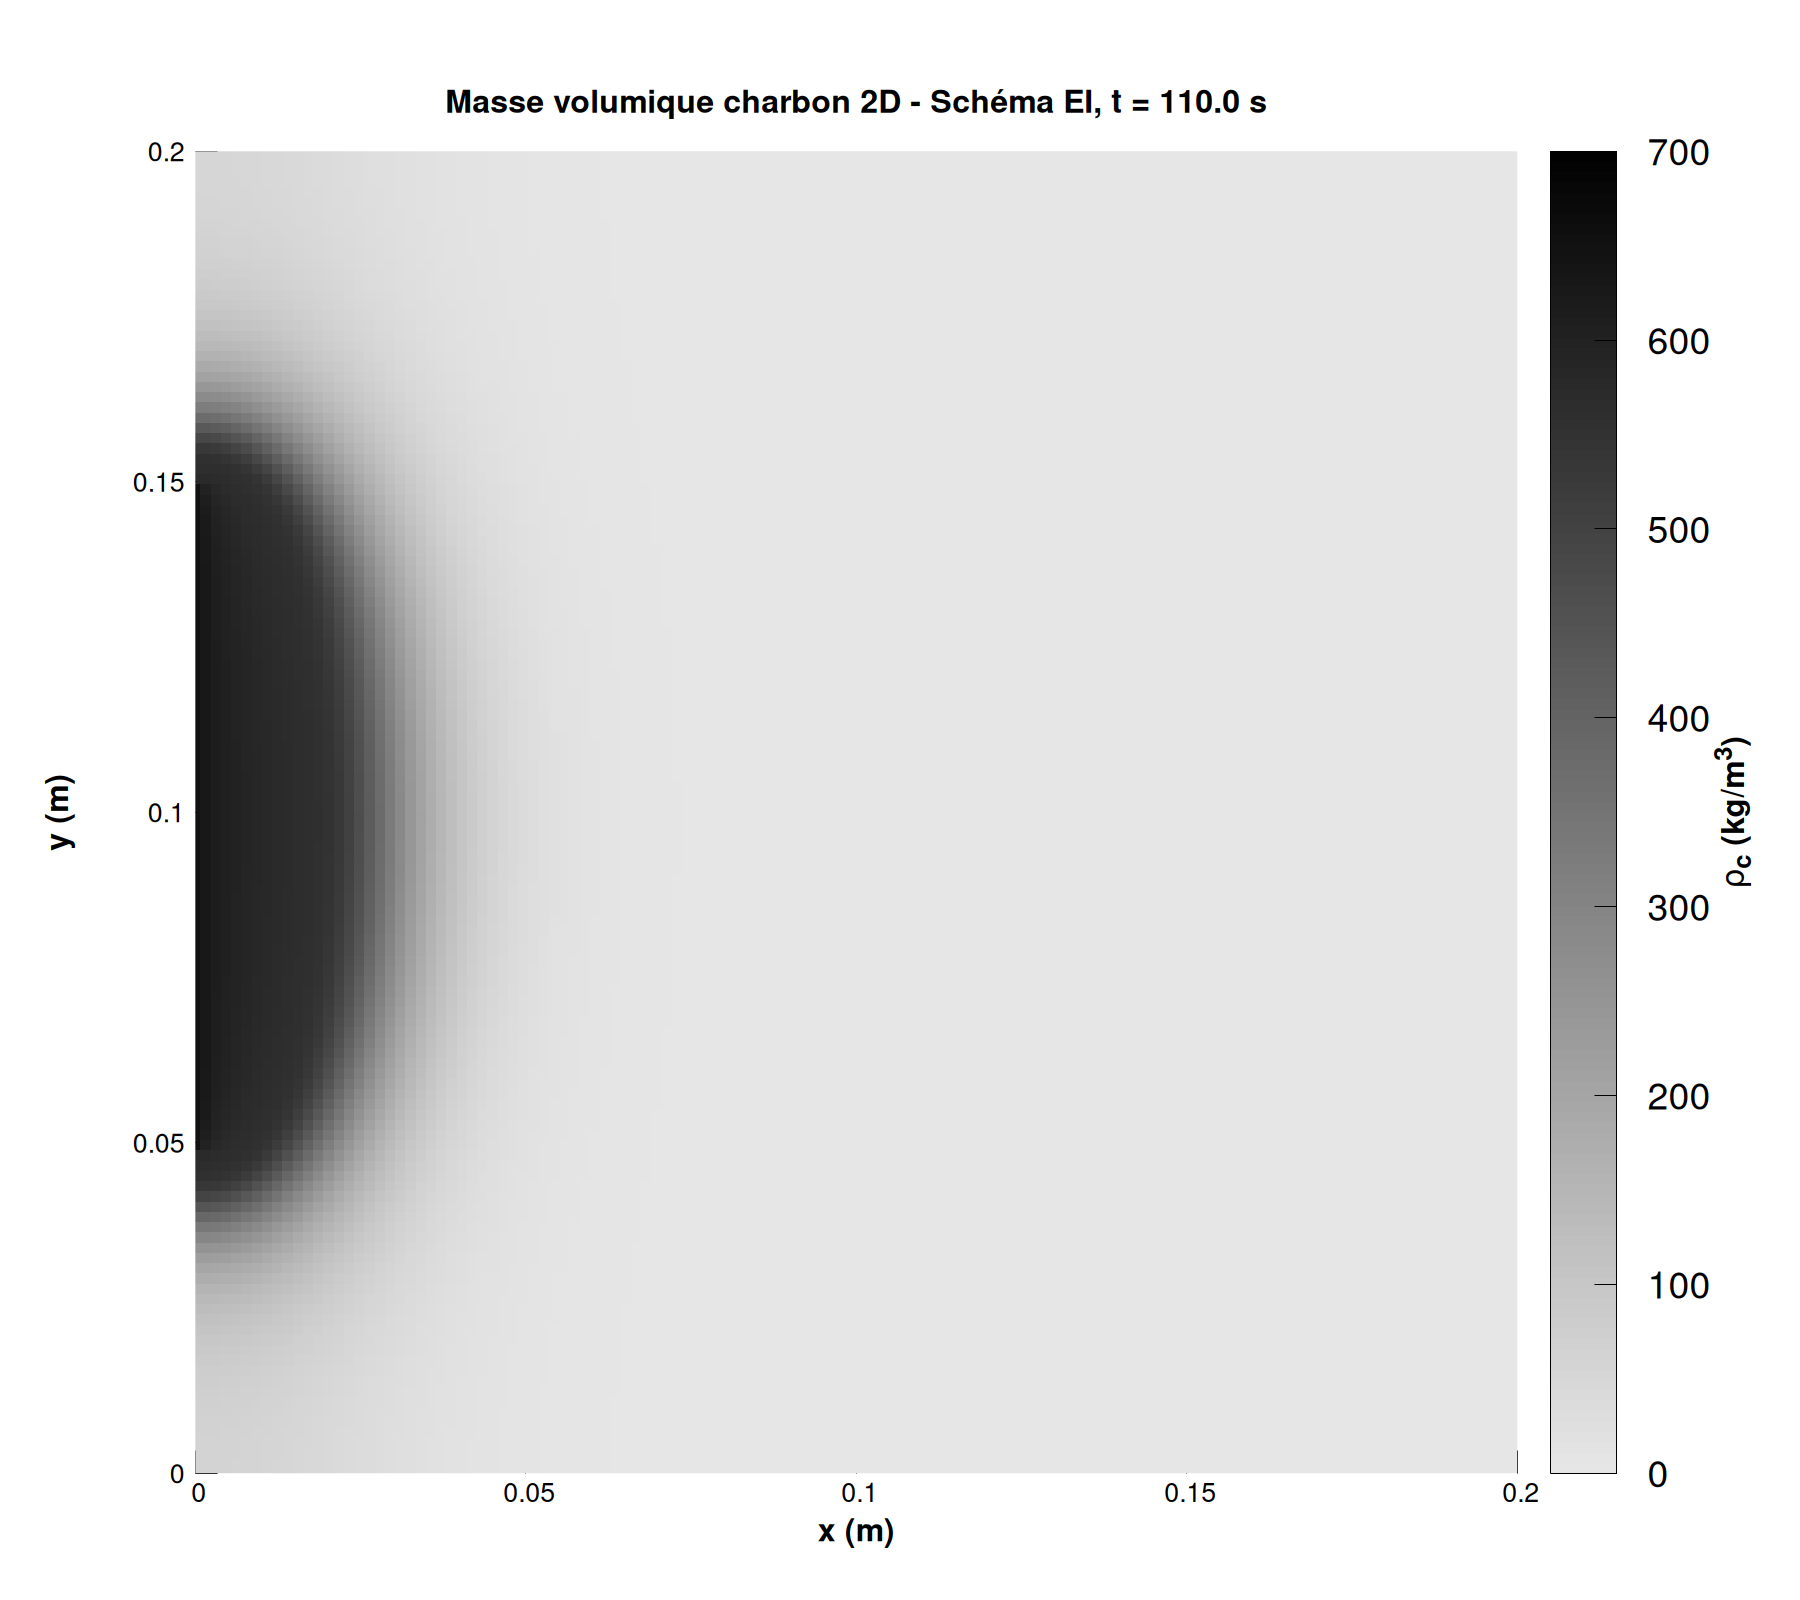 Masse volumique charbon 2D - Schéma EI, t = 110.0 s
0.2
0.15
0.1
0.05
0
y (m)
0 0.05 0.1 0.15 0.2
x (m)
700
600
500
400
300
200
100
0
ρc (kg/m³)